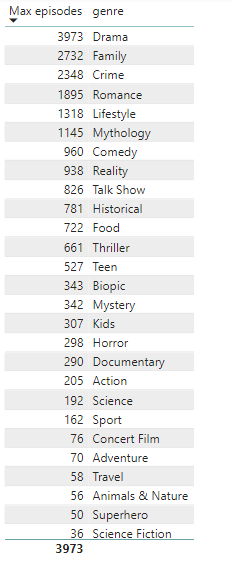 Max episodes genre
3973 Drama
2732 Family
2348 Crime
1895 Romance
1318 Lifestyle
1145 Mythology
960 Comedy
938 Reality
826 Talk Show
781 Historical
722 Food
661 Thriller
527 Teen
343 Biopic
342 Mystery
307 Kids
298 Horror
290 Documentary
205 Action
192 Science
162 Sport
76 Concert Film
70 Adventure
58 Travel
56 Animals & Nature
50 Superhero
36 Science Fiction
3973